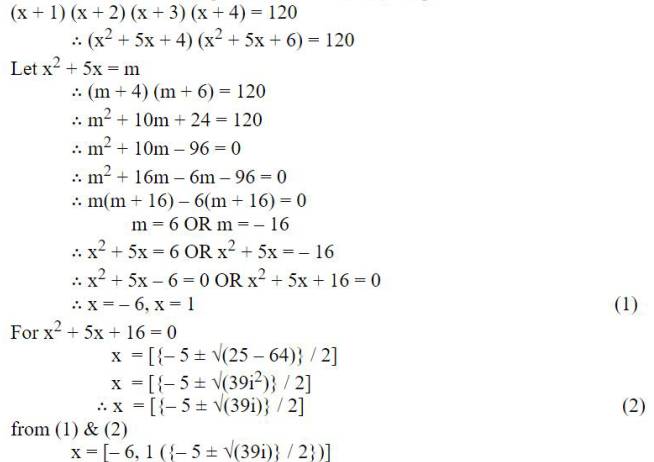 (x + 1) (x + 2) (x + 3) (x + 4) = 120
∴ (x² + 5x + 4) (x² + 5x + 6) = 120
Let x² + 5x = m
∴ (m + 4) (m + 6) = 120
∴ m² + 10m + 24 = 120
∴ m² + 10m – 96 = 0
∴ m² + 16m – 6m – 96 = 0
∴ m(m + 16) – 6(m + 16) = 0
m = 6 OR m = – 16
∴ x² + 5x = 6 OR x² + 5x = – 16
∴ x² + 5x – 6 = 0 OR x² + 5x + 16 = 0
∴ x = – 6, x = 1 (1)
For x² + 5x + 16 = 0
x = [{– 5 ± √(25 – 64)} / 2]
x = [{– 5 ± √(39i²)} / 2]
∴ x = [{– 5 ± √(39i)} / 2] (2)
from (1) & (2)
x = [– 6, 1 ({– 5 ± √(39i)} / 2})]